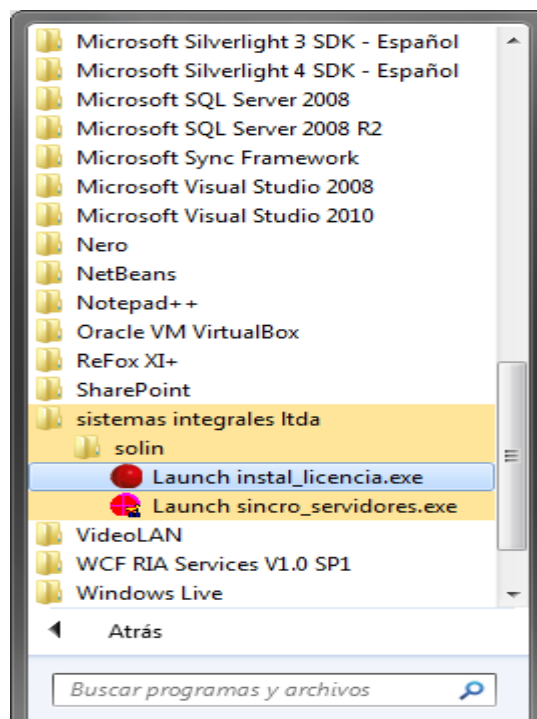 Microsoft Silverlight 3 SDK - Español
Microsoft Silverlight 4 SDK - Español
Microsoft SQL Server 2008
Microsoft SQL Server 2008 R2
Microsoft Sync Framework
Microsoft Visual Studio 2008
Microsoft Visual Studio 2010
Nero
NetBeans
Notepad++
Oracle VM VirtualBox
ReFox XI+
SharePoint
sistemas integrales ltda
solin
Launch instal_licencia.exe
Launch sincro_servidores.exe
VideoLAN
WCF RIA Services V1.0 SP1
Windows Live
Atrás
Buscar programas y archivos